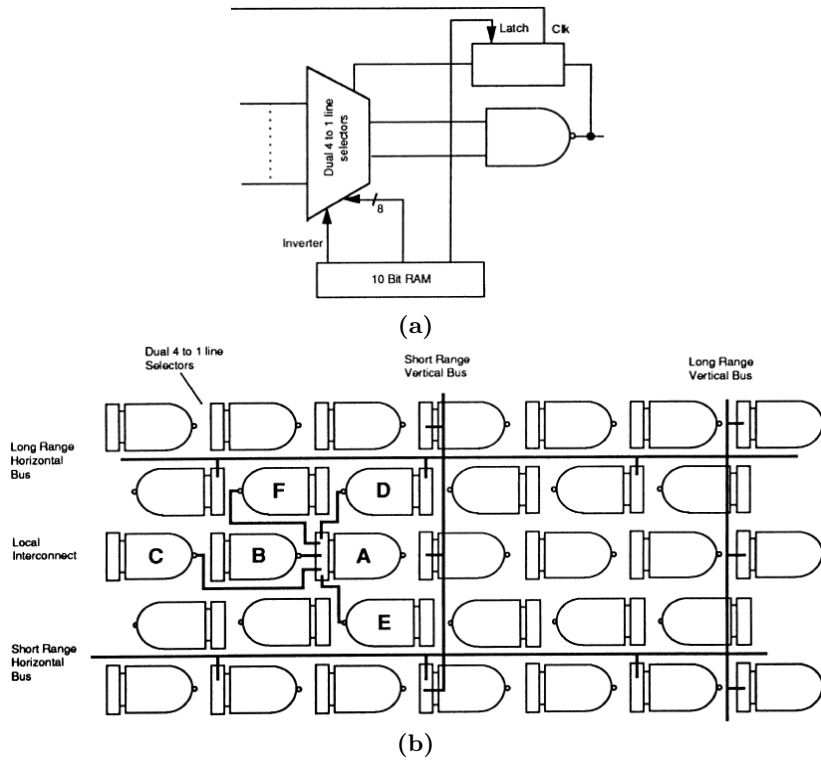 Latch
Clk
Dual 4 to 1 line
selectors
8
Inverter
10 Bit RAM
(a)
Dual 4 to 1 line
Selectors
Short Range
Vertical Bus
Long Range
Vertical Bus
Long Range
Horizontal
Bus
F
D
Local
Interconnect
C
B
A
E
Short Range
Horizontal
Bus
(b)